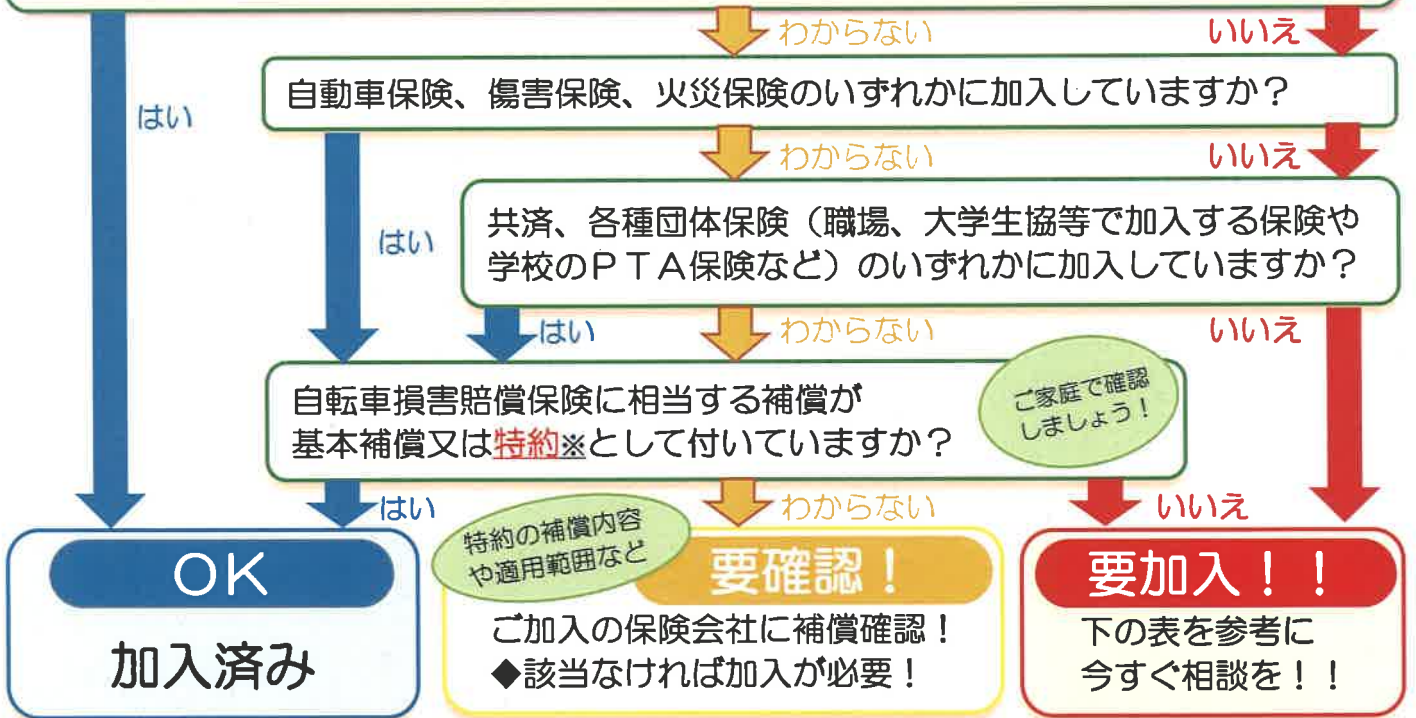 わからない
いいえ
はい
自動車保険、傷害保険、火災保険のいずれかに加入していますか？
わからない
いいえ
はい
共済、各種団体保険（職場、大学生協等で加入する保険や
学校のＰＴＡ保険など）のいずれかに加入していますか？
はい
わからない
いいえ
自転車損害賠償保険に相当する補償が
基本補償又は特約※として付いていますか？
ご家庭で確認
しましょう！
はい
わからない
いいえ
特約の補償内容
や適用範囲など
OK
加入済み
要確認！
ご加入の保険会社に補償確認！
◆該当なければ加入が必要！
要加入！！
下の表を参考に
今すぐ相談を！！